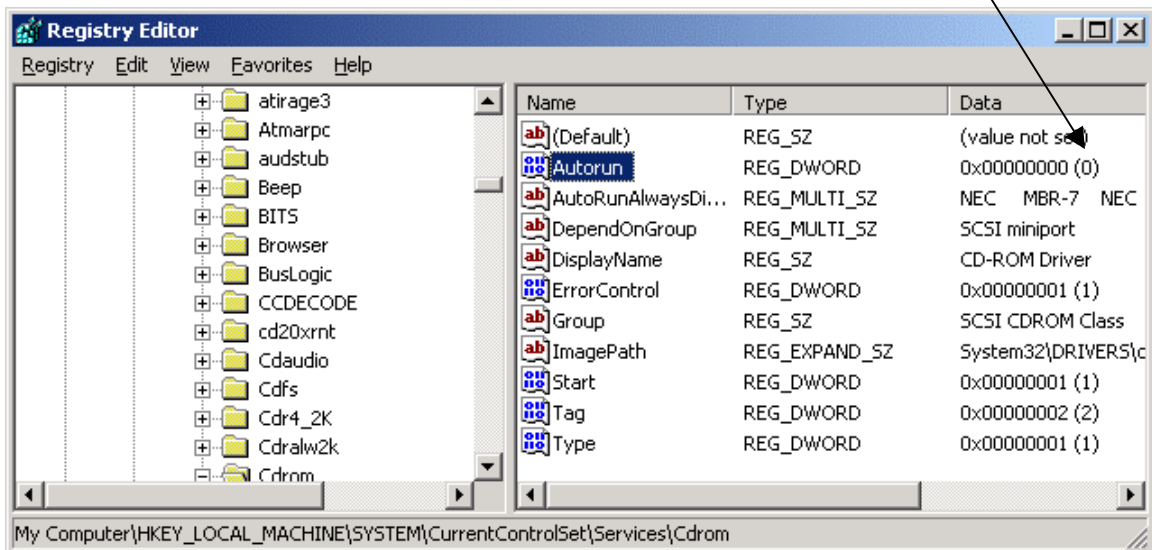 Registry Editor
Registry Edit View Favorites Help
atirage3
Atmarpc
audstub
Beep
BITS
Browser
BusLogic
CCDECODE
cd20xrnt
Cdaudio
Cdfs
Cdr4_2K
Cdralw2k
Cdrom
Name Type Data
(Default) REG_SZ (value not set)
Autorun REG_DWORD 0x00000000 (0)
AutoRunAlwaysDi... REG_MULTI_SZ NEC MBR-7 NEC
DependOnGroup REG_MULTI_SZ SCSI miniport
DisplayName REG_SZ CD-ROM Driver
ErrorControl REG_DWORD 0x00000001 (1)
Group REG_SZ SCSI CDROM Class
ImagePath REG_EXPAND_SZ System32\DRIVERS\c
Start REG_DWORD 0x00000001 (1)
Tag REG_DWORD 0x00000002 (2)
Type REG_DWORD 0x00000001 (1)
My Computer\HKEY_LOCAL_MACHINE\SYSTEM\CurrentControlSet\Services\Cdrom